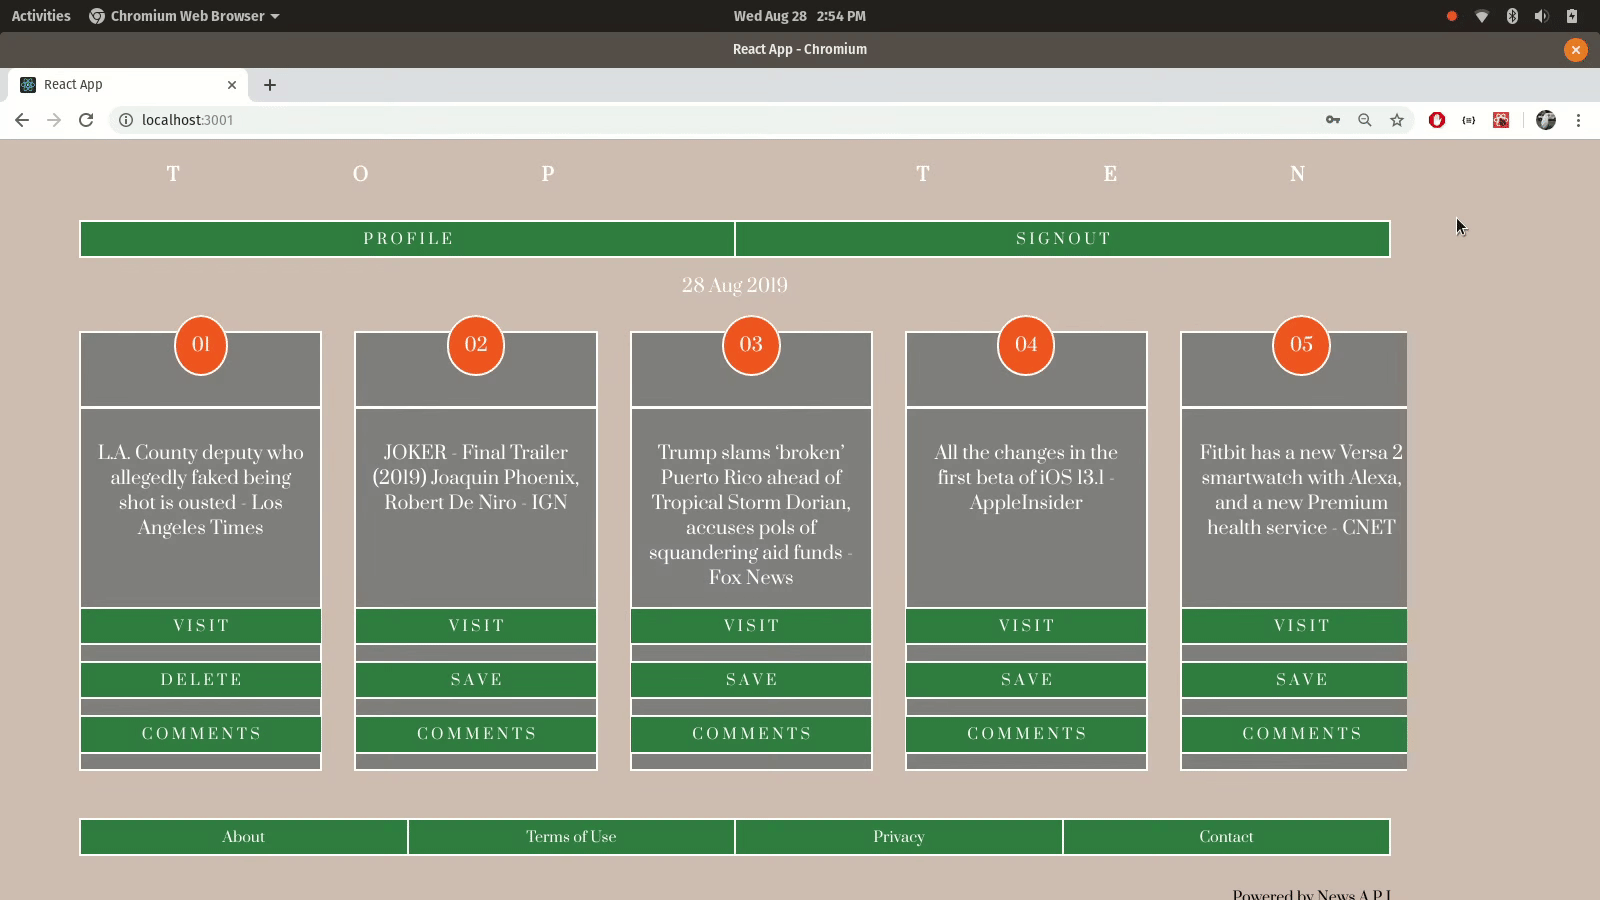 Activities Chromium Web Browser Wed Aug 28 2:54 PM
React App - Chromium
React App
localhost:3001
T O P T E N
PROFILE SIGNOUT
28 Aug 2019
01 02 03 04 05
L.A. County deputy who
allegedly faked being
shot is ousted - Los
Angeles Times
JOKER - Final Trailer
(2019) Joaquin Phoenix,
Robert De Niro - IGN
Trump slams ‘broken’
Puerto Rico ahead of
Tropical Storm Dorian,
accuses pols of
squandering aid funds -
Fox News
All the changes in the
first beta of iOS 13.1 -
AppleInsider
Fitbit has a new Versa 2
smartwatch with Alexa,
and a new Premium
health service - CNET
VISIT VISIT VISIT VISIT VISIT
DELETE SAVE SAVE SAVE SAVE
COMMENTS COMMENTS COMMENTS COMMENTS COMMENTS
About Terms of Use Privacy Contact
Powered by News A.P.I.